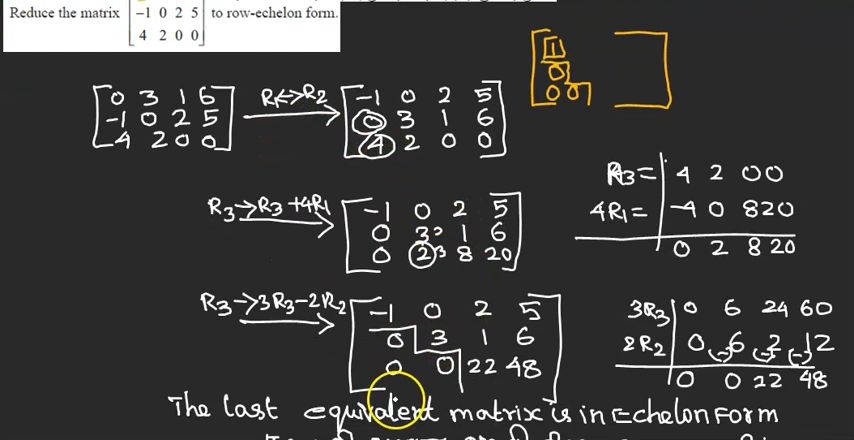 Reduce the matrix
-1 0 2 5
4 2 0 0
to row-echelon form.
1
0
0 0
0 3 1 6
-1 0 2 5
4 2 0 0
R↔R2
-1 0 2 5
0 3 1 6
4 2 0 0
R3= 4 2 0 0
4R1= -4 0 8 20
0 2 8 20
R3→R3+4R1
-1 0 2 5
0 3 1 6
0 2 8 20
R3→3R3-2R2
-1 0 2 5
0 3 1 6
0 0 22 48
3R3 0 6 24 60
2R2 0 6 2 12
(-) (-) (-)
0 0 22 48
The last equivalent matrix is in Echelon Form